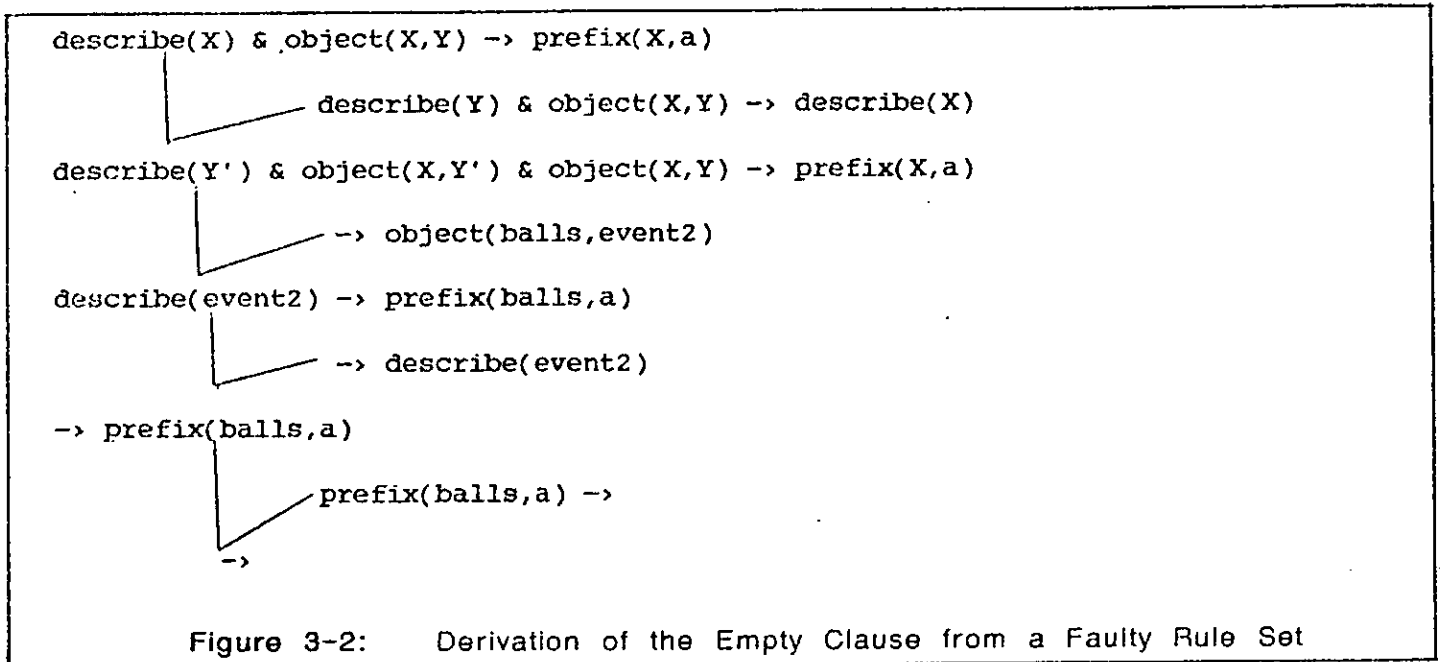 describe(X) & object(X,Y) -> prefix(X,a)
describe(Y) & object(X,Y) -> describe(X)
describe(Y') & object(X,Y') & object(X,Y) -> prefix(X,a)
-> object(balls,event2)
describe(event2) -> prefix(balls,a)
-> describe(event2)
-> prefix(balls,a)
prefix(balls,a) ->
->
Figure 3-2: Derivation of the Empty Clause from a Faulty Rule Set